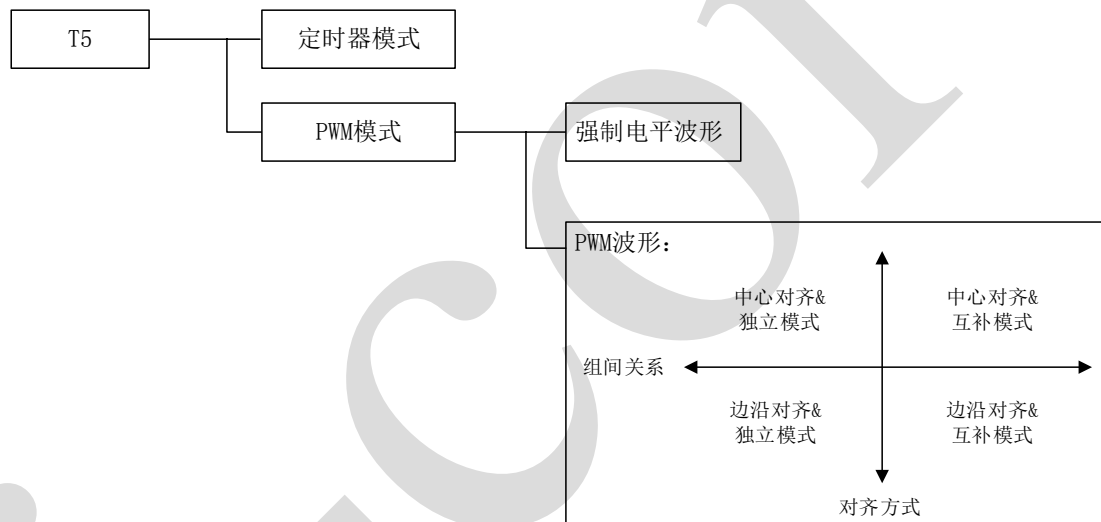 T5
定时器模式
PWM模式
强制电平波形
PWM波形：
中心对齐&
独立模式
中心对齐&
互补模式
组间关系
边沿对齐&
独立模式
边沿对齐&
互补模式
对齐方式